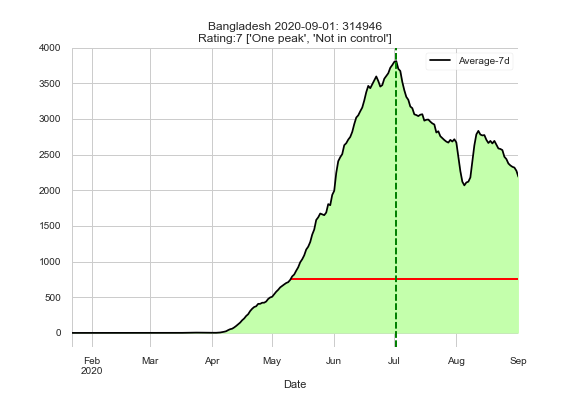 Bangladesh 2020-09-01: 314946
Rating:7 ['One peak', 'Not in control']
Average-7d
4000
3500
3000
2500
2000
1500
1000
500
0
Feb Mar Apr May Jun Jul Aug Sep
2020
Date